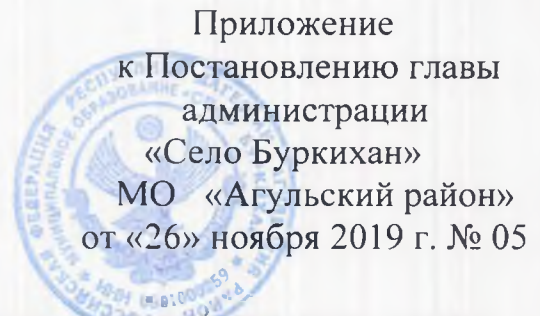 Приложение
к Постановлению главы
администрации
«Село Буркихан»
МО «Агульский район»
от «26» ноября 2019 г. № 05